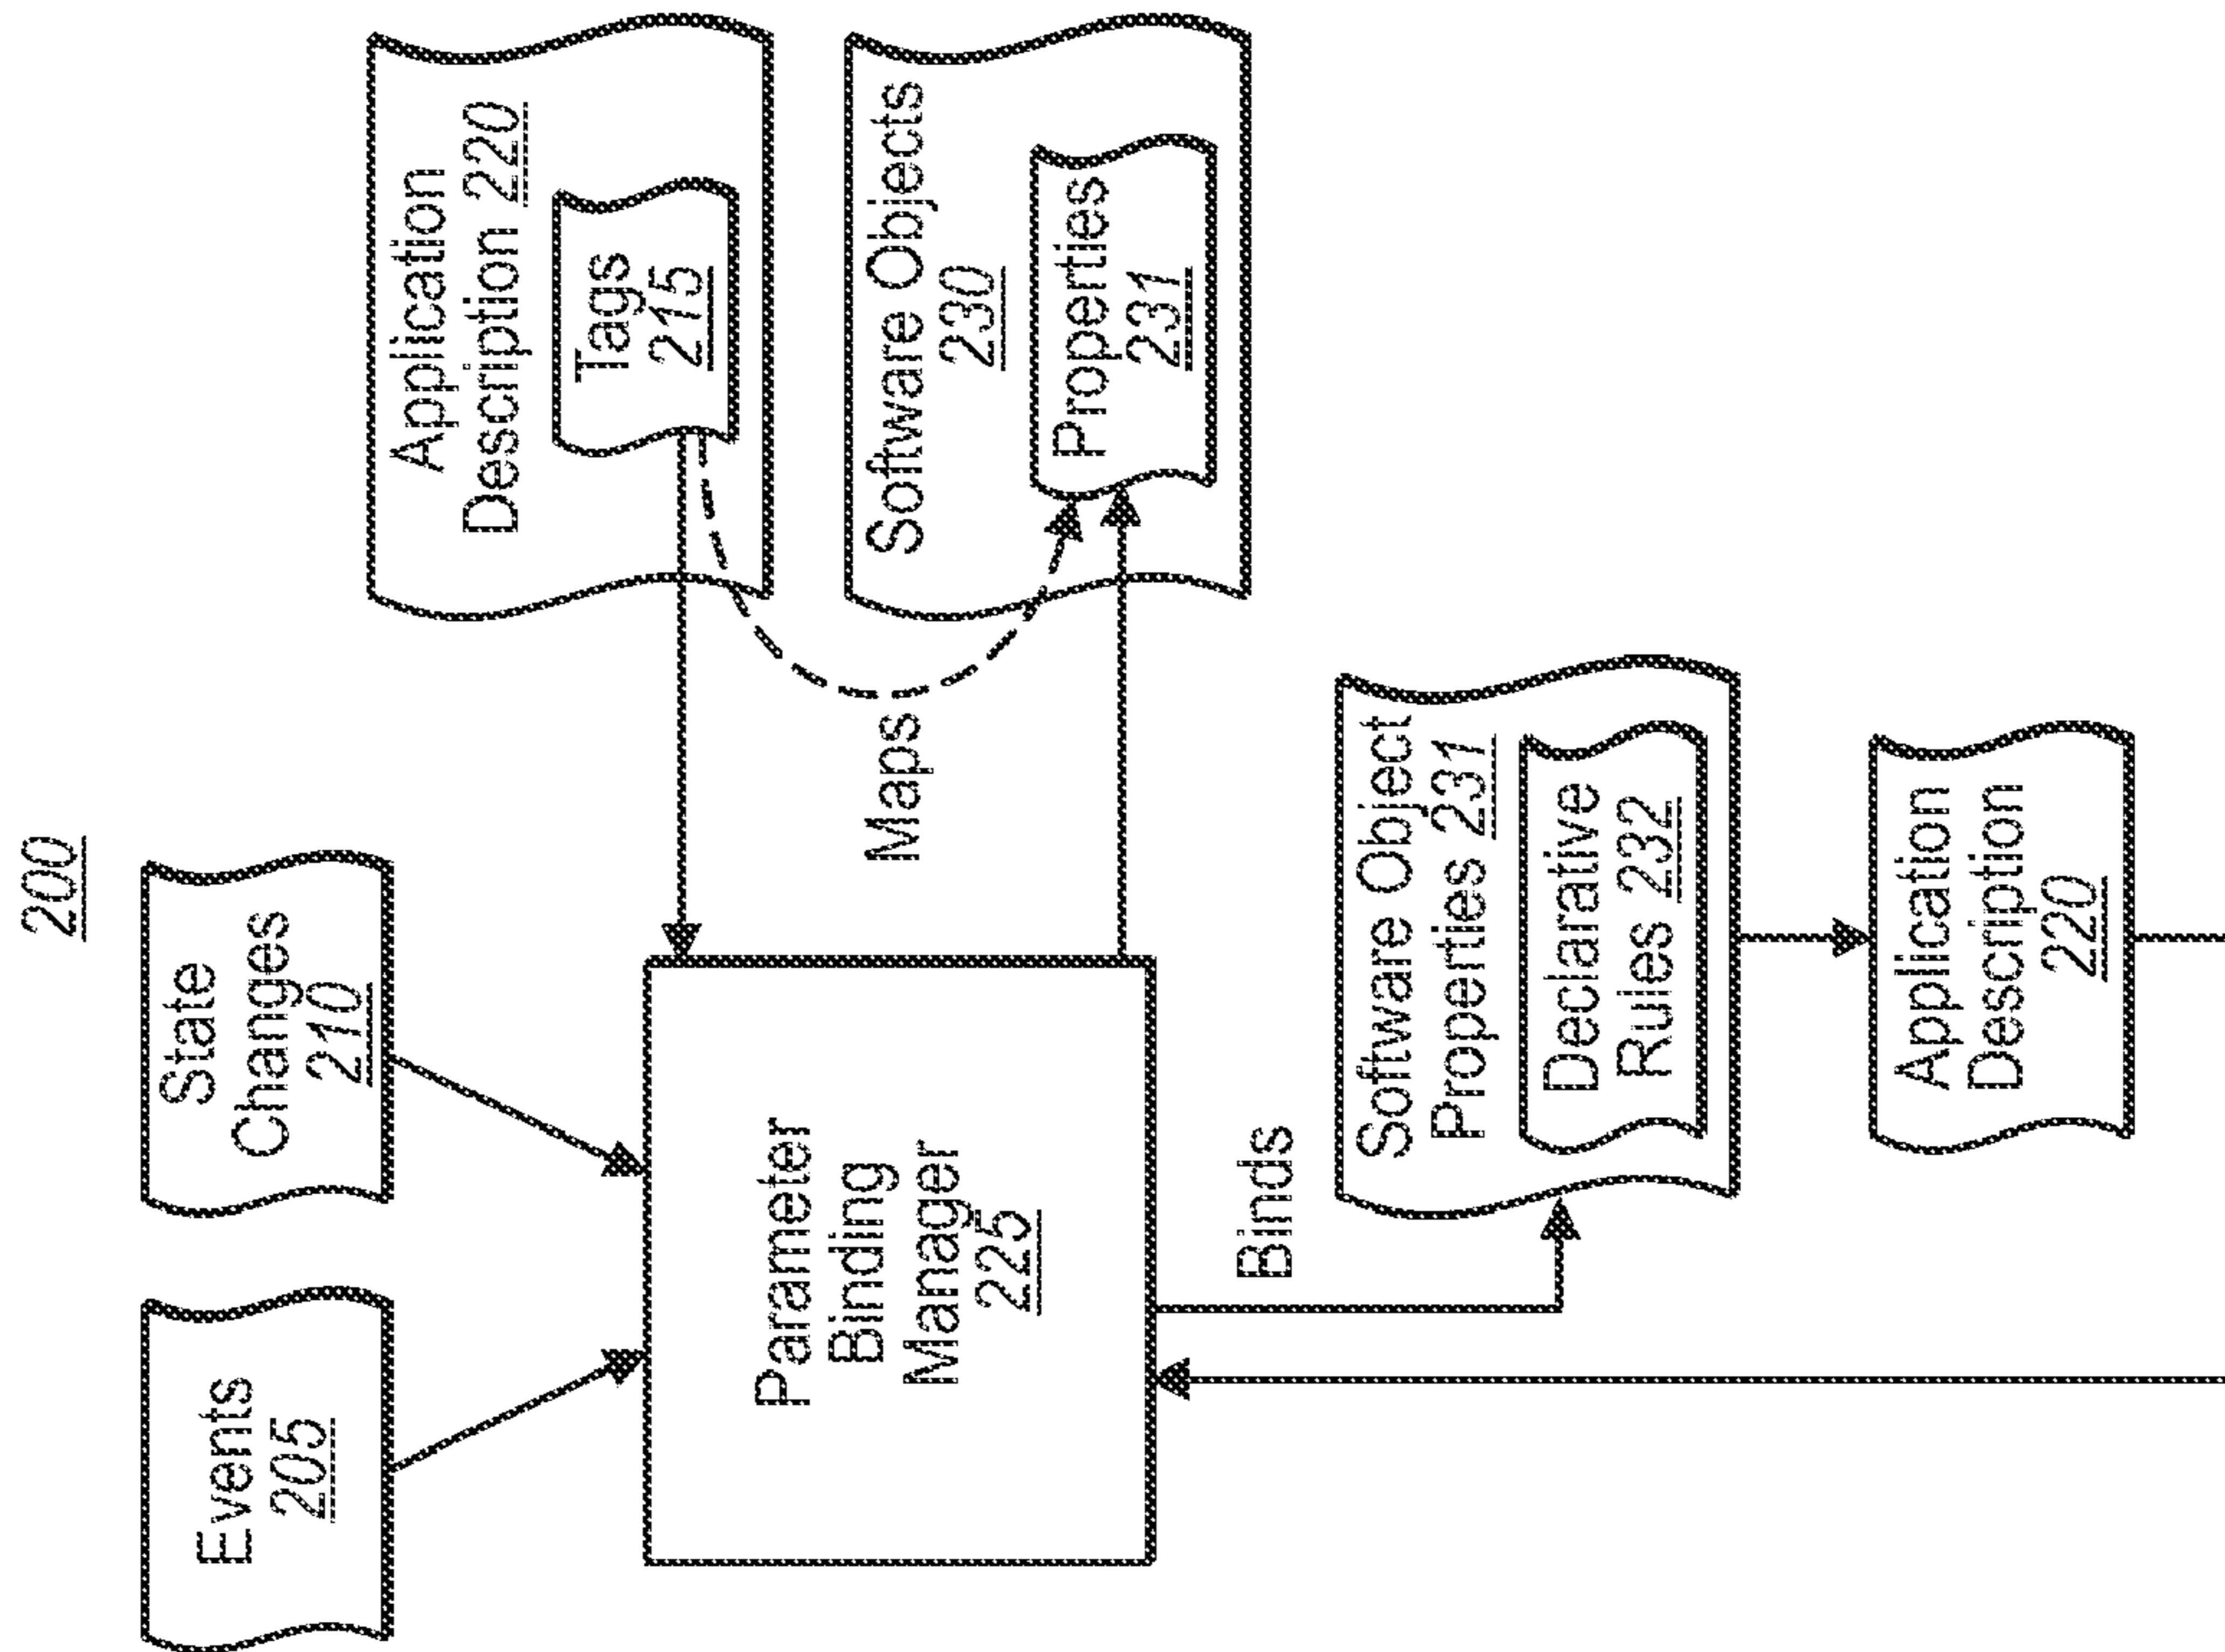 200
Events
205
State
Changes
210
Application
Description 220
Tags
215
Parameter
Binding
Manager
225
Maps
Software Objects
230
Properties
231
Binds
Software Object
Properties 231
Declarative
Rules 232
Application
Description
220